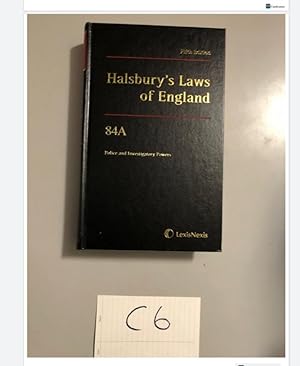 Fifth Edition
Halsbury's Laws
of England
84A
Police and Investigatory Powers
LexisNexis
C6